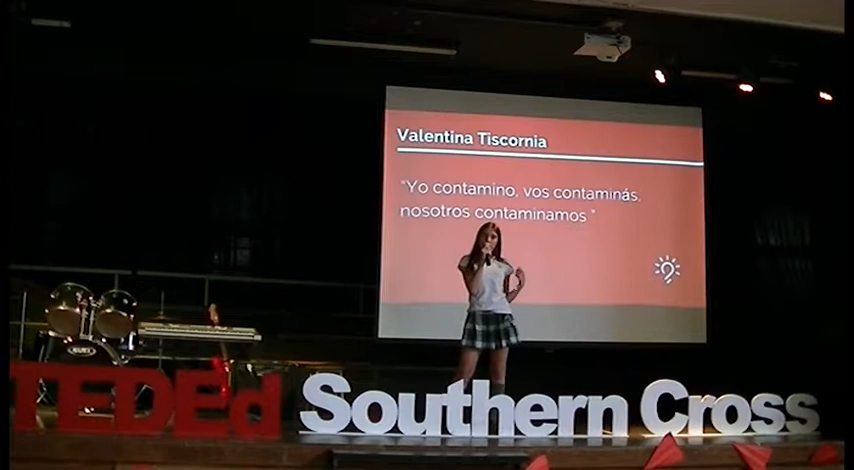 Valentina Tiscornia
"Yo contamino, vos contaminás,
nosotros contaminamos "
TEDEd Southern Cross